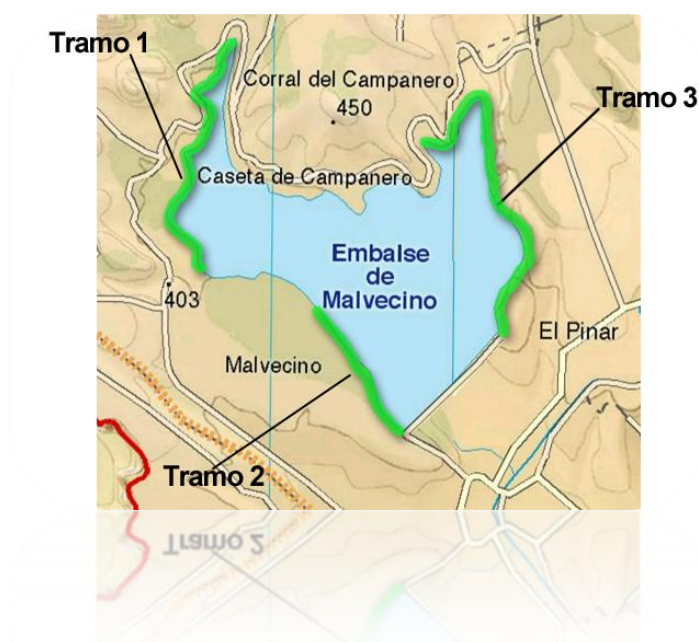 Tramo 1
Corral del Campanero
450
Tramo 3
Caseta de Campanero
Embalse
de
Malvecino
403
El Pinar
Malvecino
Tramo 2
Tramo 2